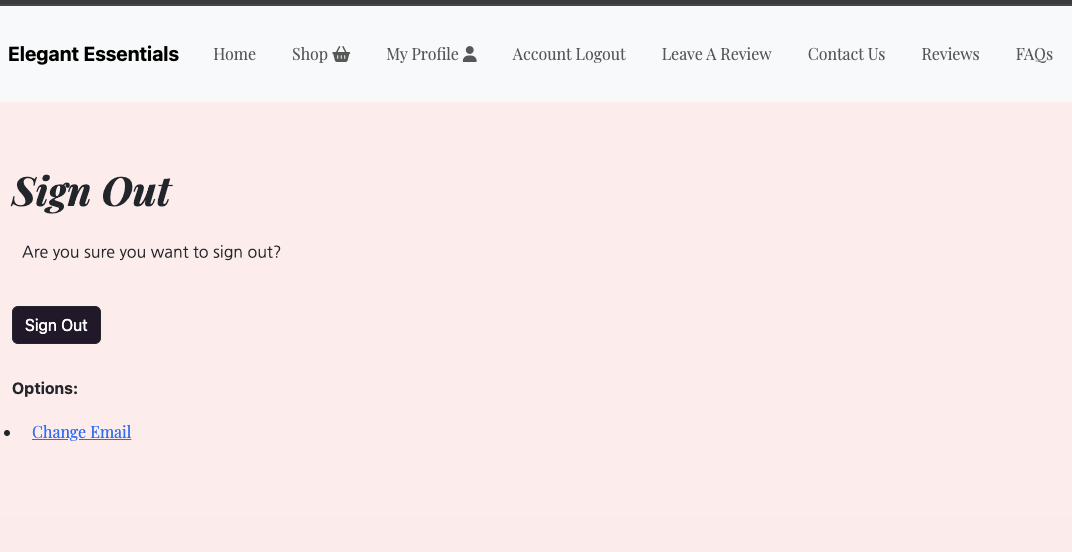 Elegant Essentials Home Shop My Profile Account Logout Leave A Review Contact Us Reviews FAQs
Sign Out
Are you sure you want to sign out?
Sign Out
Options:
Change Email